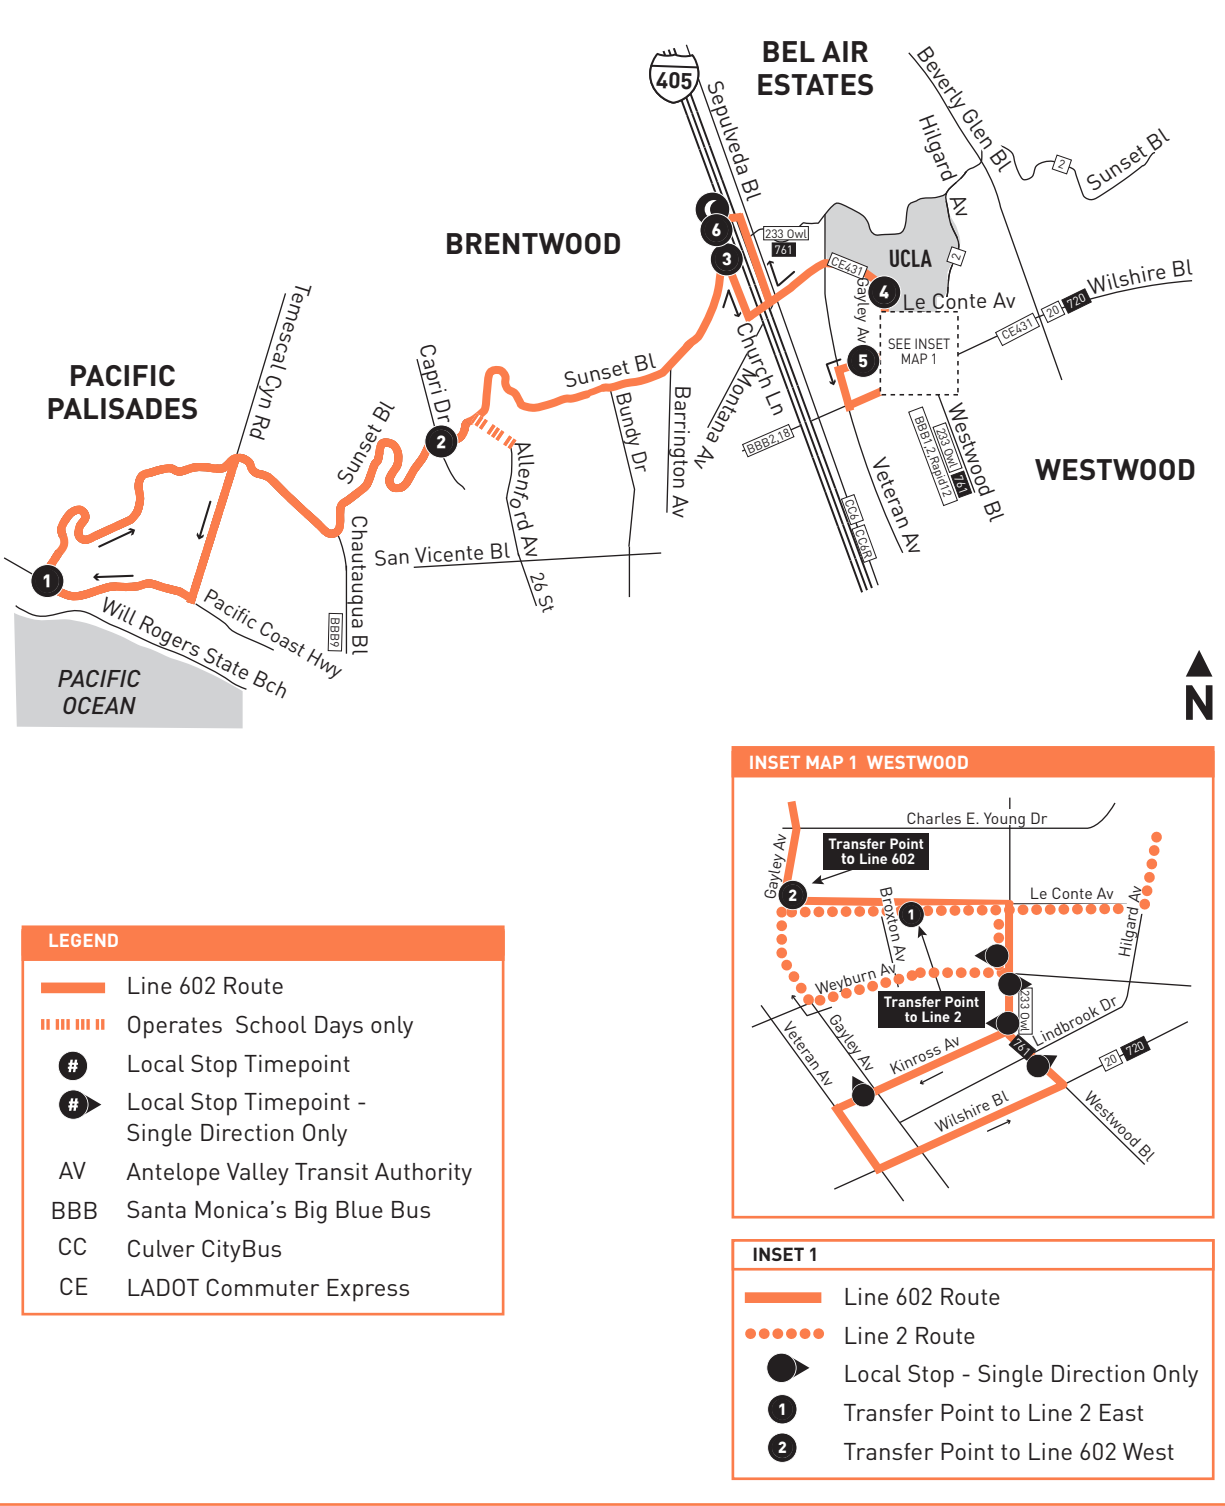 BEL AIR
ESTATES
405
Sepulveda Bl
Beverly Glen Bl
Hilgard
Av
2
Sunset Bl
BRENTWOOD
6
3
233 Owl
761
CE431
UCLA
2
4
Le Conte Av
Wilshire Bl
CE431
20
720
Gayley Av
5
SEE INSET
MAP 1
Temescal Cyn Rd
PACIFIC
PALISADES
Capri Dr
2
Sunset Bl
Sunset Bl
Church Ln
Montana Av
Barrington Av
Bundy Dr
Allenford Av
26 St
BBB2,18
Veteran Av
CC6
CC6R
BBB1,2,Rapid12
233 Owl
761
Westwood Bl
WESTWOOD
San Vicente Bl
Chautauqua Bl
BBB9
1
Pacific Coast Hwy
Will Rogers State Bch
PACIFIC
OCEAN
N
INSET MAP 1 WESTWOOD
Charles E. Young Dr
Gayley Av
Transfer Point
to Line 602
2
Broxton Av
1
Le Conte Av
Hilgard Av
Weyburn Av
Transfer Point
to Line 2
233 Owl
Lindbrook Dr
Veteran Av
Gayley Av
Kinross Av
761
20
720
Wilshire Bl
Westwood Bl
LEGEND
Line 602 Route
Operates School Days only
# Local Stop Timepoint
# Local Stop Timepoint -
Single Direction Only
AV Antelope Valley Transit Authority
BBB Santa Monica’s Big Blue Bus
CC Culver CityBus
CE LADOT Commuter Express
INSET 1
Line 602 Route
Line 2 Route
Local Stop - Single Direction Only
1 Transfer Point to Line 2 East
2 Transfer Point to Line 602 West